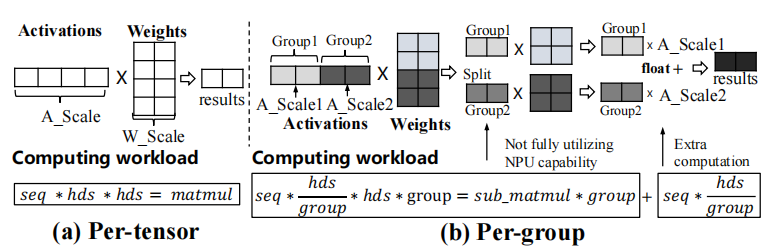 Activations
Weights
X
results
A_Scale
W_Scale
Computing workload
seq * hds * hds = matmul
(a) Per-tensor
Group1
Group2
X
A_Scale1
A_Scale2
Activations
Weights
Group1
X
Group1
× A_Scale1
Split
float +
results
Group2
X
Group2
× A_Scale2
Not fully utilizing
NPU capability
Extra
computation
Computing workload
seq * hds/group * hds * group = sub_matmul * group + seq * hds/group
(b) Per-group